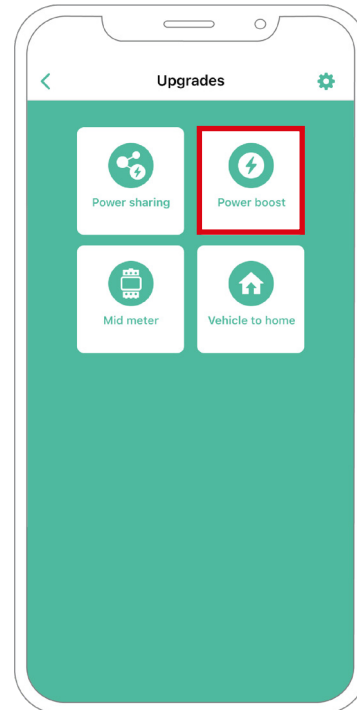 Upgrades
Power sharing
Power boost
Mid meter
Vehicle to home